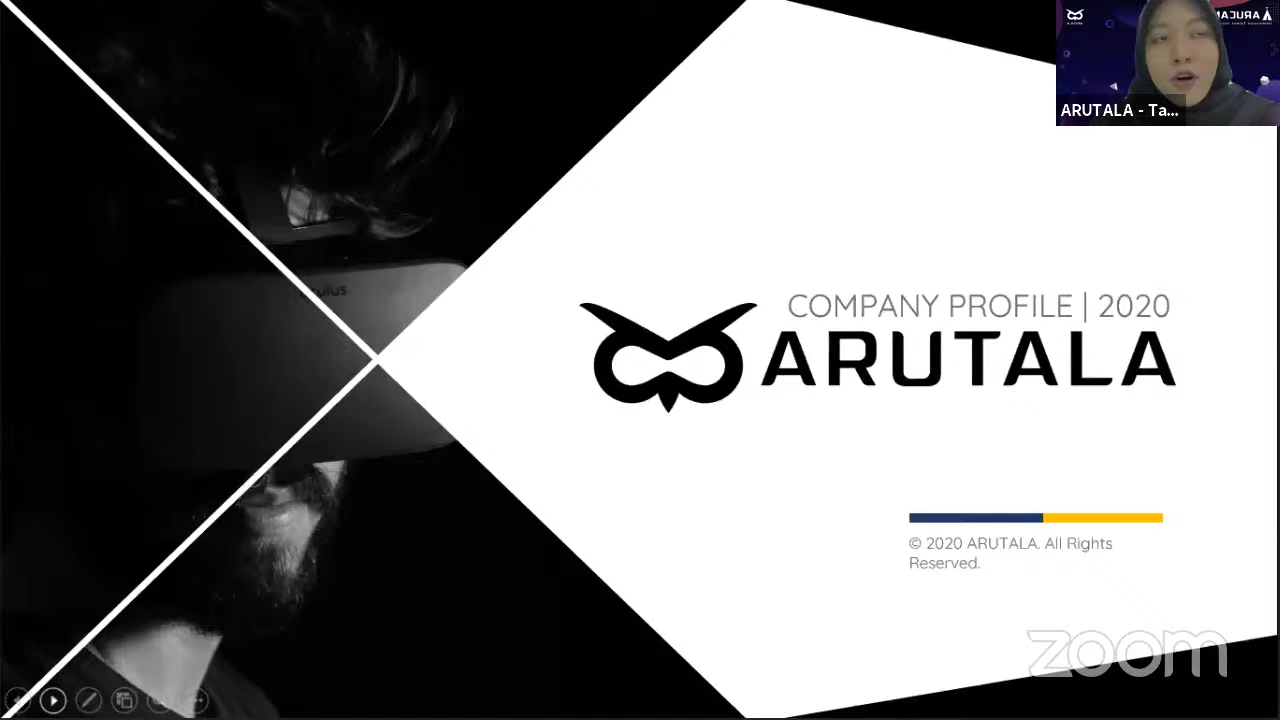 ARUTALA - Ta...
COMPANY PROFILE | 2020
ARUTALA
© 2020 ARUTALA. All Rights
Reserved.
zoom